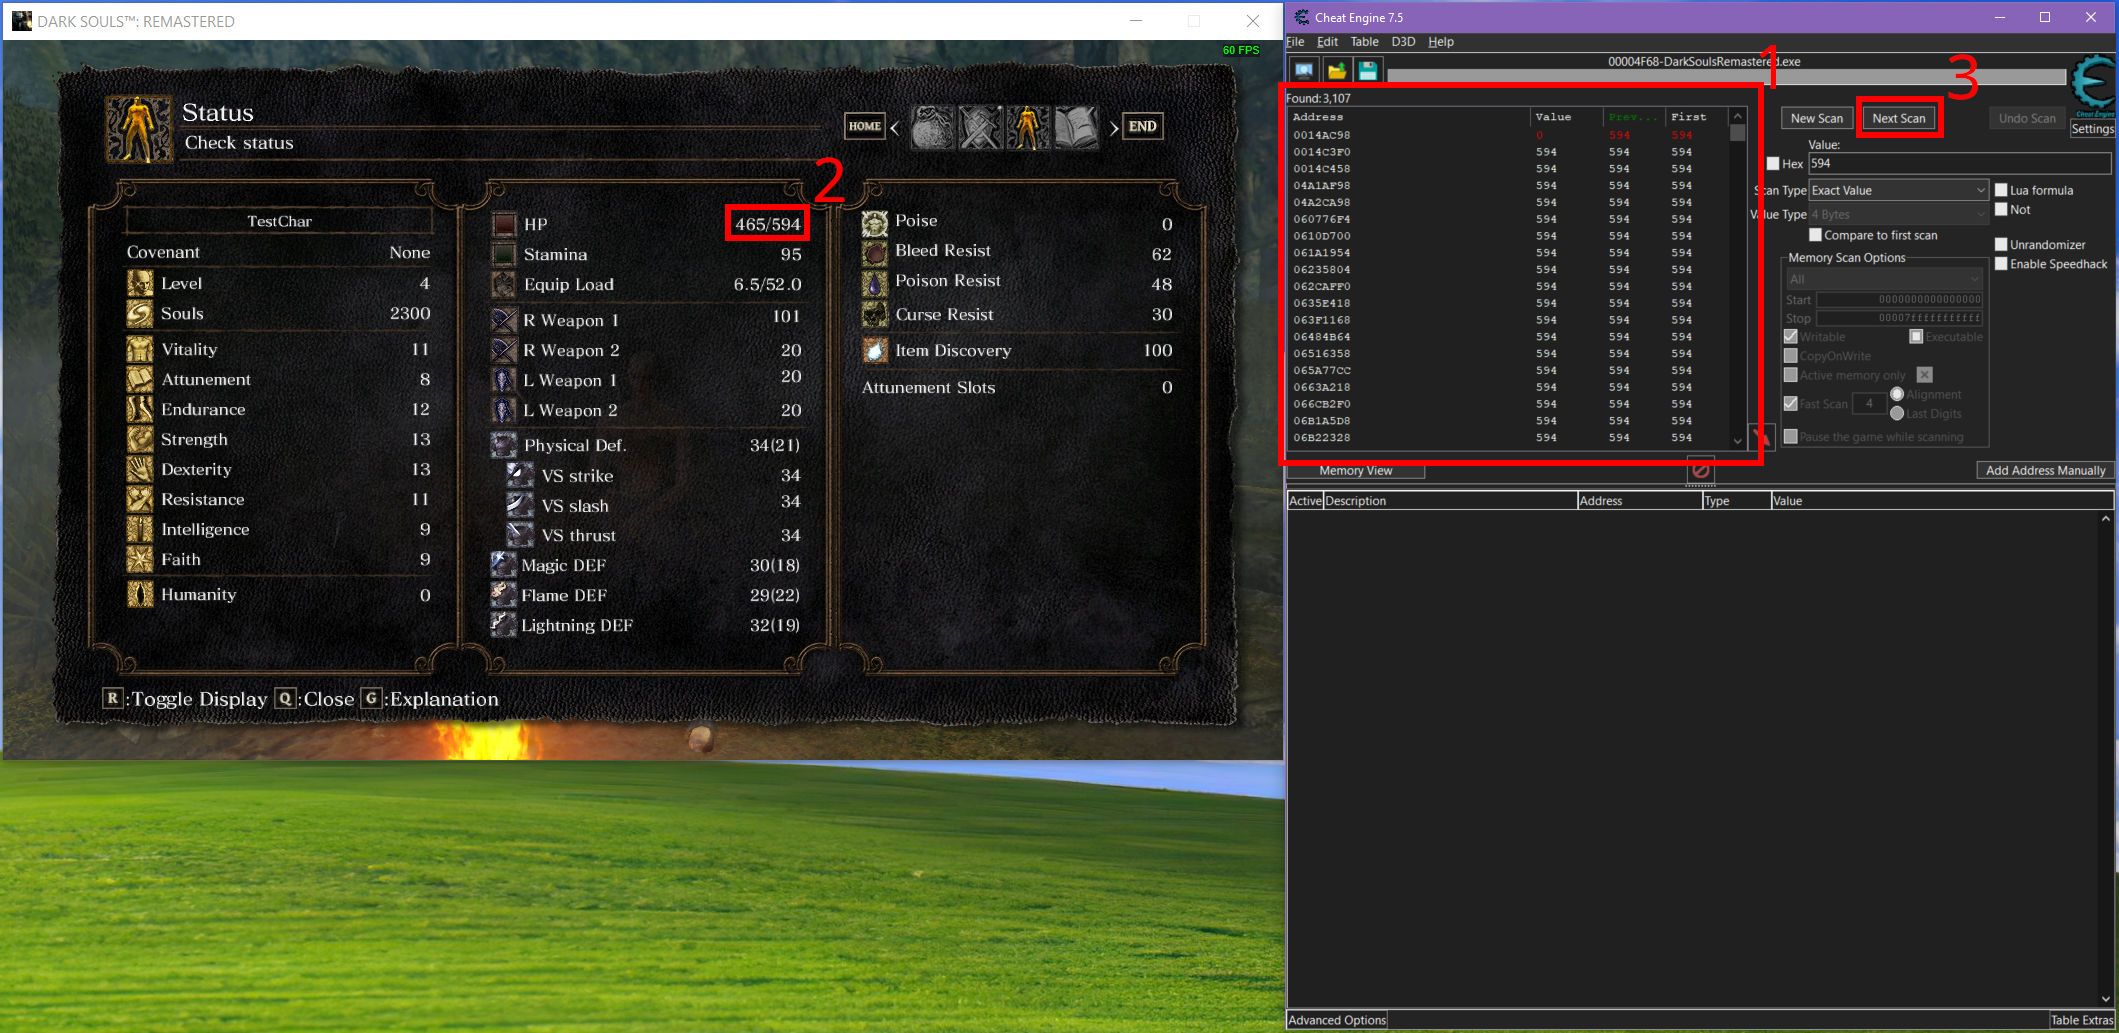 DARK SOULS™: REMASTERED
60 FPS
Status
Check status
HOME
END
2
TestChar
Covenant None
Level 4
Souls 2300
Vitality 11
Attunement 8
Endurance 12
Strength 13
Dexterity 13
Resistance 11
Intelligence 9
Faith 9
Humanity 0
HP 465/594
Stamina 95
Equip Load 6.5/52.0
R Weapon 1 101
R Weapon 2 20
L Weapon 1 20
L Weapon 2 20
Physical Def. 34(21)
VS strike 34
VS slash 34
VS thrust 34
Magic DEF 30(18)
Flame DEF 29(22)
Lightning DEF 32(19)
Poise 0
Bleed Resist 62
Poison Resist 48
Curse Resist 30
Item Discovery 100
Attunement Slots 0
R :Toggle Display Q :Close G :Explanation
Cheat Engine 7.5
File Edit Table D3D Help
00004F68-DarkSoulsRemastered.exe
1
3
Found:3,107
Address Value Prev... First
0014AC98 0 594 594
0014C3F0 594 594 594
0014C458 594 594 594
04A1AF98 594 594 594
04A2CA98 594 594 594
060776F4 594 594 594
0610D700 594 594 594
061A1954 594 594 594
06235804 594 594 594
062CAFF0 594 594 594
0635E418 594 594 594
063F1168 594 594 594
06484B64 594 594 594
06516358 594 594 594
065A77CC 594 594 594
0663A218 594 594 594
066CB2F0 594 594 594
06B1A5D8 594 594 594
06B22328 594 594 594
New Scan Next Scan Undo Scan
Cheat Engine
Settings
Value:
Hex 594
Scan Type Exact Value
Lua formula
Value Type 4 Bytes
Not
Compare to first scan
Unrandomizer
Enable Speedhack
Memory Scan Options
All
Start 0000000000000000
Stop 00007fffffffffff
Writable Executable
CopyOnWrite
Active memory only
Fast Scan 4 Alignment
Last Digits
Pause the game while scanning
Memory View
Add Address Manually
Active Description Address Type Value
Advanced Options
Table Extras